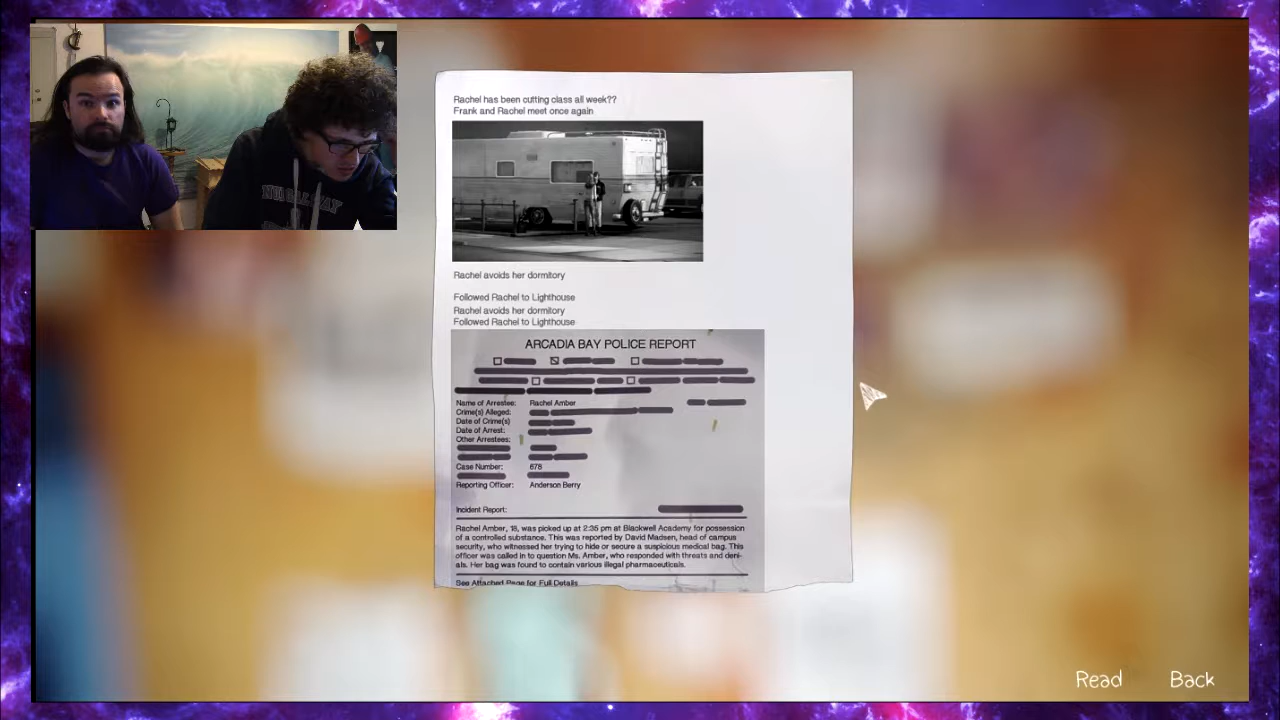 Rachel has been cutting class all week??
Frank and Rachel meet once again
Rachel avoids her dormitory
Followed Rachel to Lighthouse
Rachel avoids her dormitory
Followed Rachel to Lighthouse
ARCADIA BAY POLICE REPORT
Name of Arrestee: Rachel Amber
Crime(s) Alleged:
Date of Crime(s)
Date of Arrest:
Other Arrestees:
Case Number: 678
Reporting Officer: Anderson Berry
Incident Report:
Rachel Amber, 18, was picked up at 2:35 pm at Blackwell Academy for possession
of a controlled substance. This was reported by David Madsen, head of campus
security, who witnessed her trying to hide or secure a suspicious medical bag. This
officer was called in to question Ms. Amber, who responded with threats and deni-
als. Her bag was found to contain various illegal pharmaceuticals.
See Attached Page for Full Details
Read Back